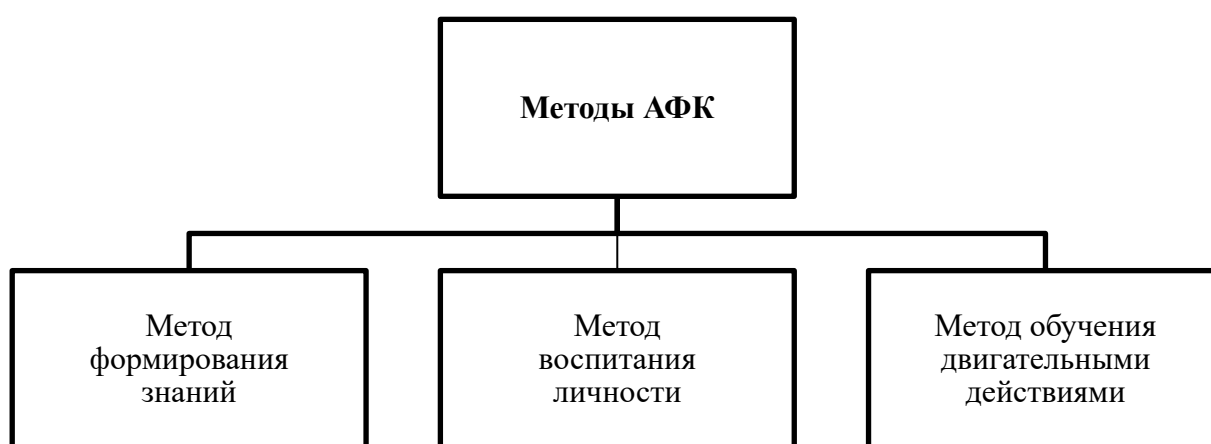 Методы АФК
Метод
формирования
знаний
Метод
воспитания
личности
Метод обучения
двигательными
действиями